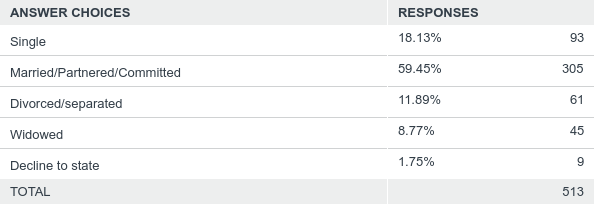 ANSWER CHOICES RESPONSES
Single 18.13% 93
Married/Partnered/Committed 59.45% 305
Divorced/separated 11.89% 61
Widowed 8.77% 45
Decline to state 1.75% 9
TOTAL 513